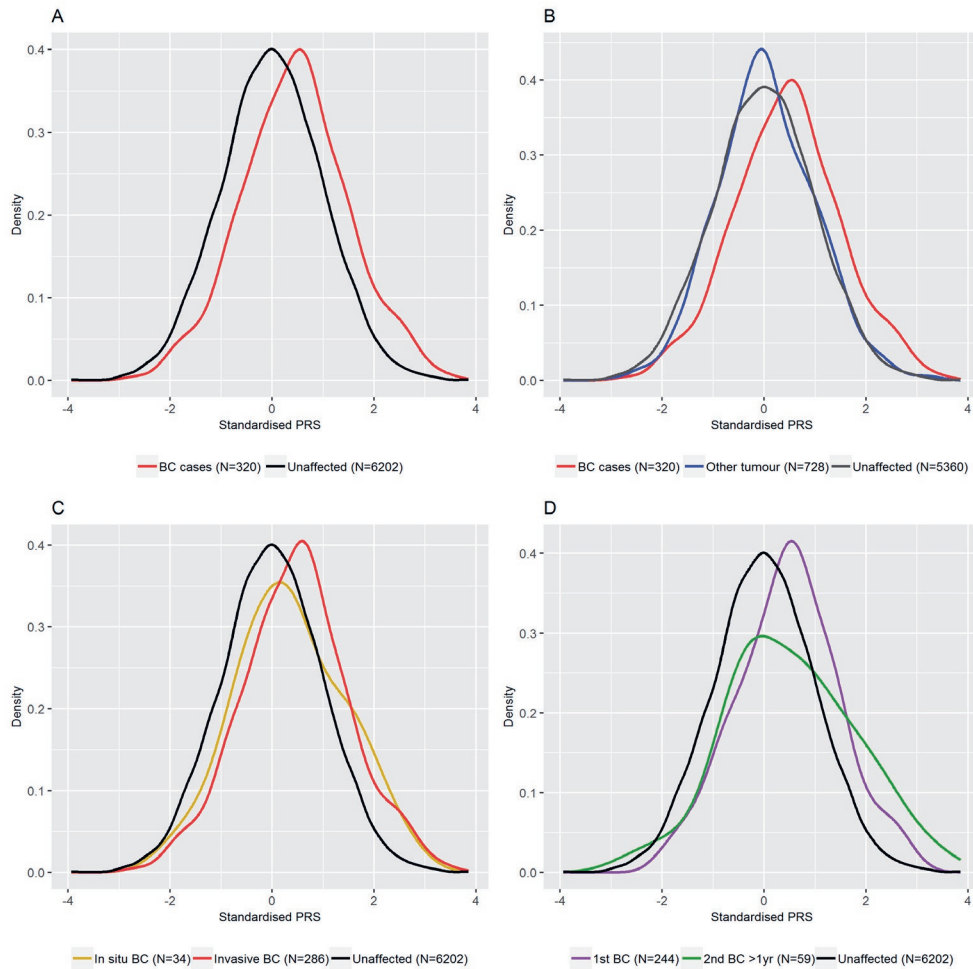 A
B
0.4
0.3
0.2
0.1
0.0
Density
-4 -2 0 2 4
Standardised PRS
BC cases (N=320) Unaffected (N=6202)
0.4
0.3
0.2
0.1
0.0
Density
-4 -2 0 2 4
Standardised PRS
BC cases (N=320) Other tumour (N=728) Unaffected (N=5360)
C
D
0.4
0.3
0.2
0.1
0.0
Density
-4 -2 0 2 4
Standardised PRS
In situ BC (N=34) Invasive BC (N=286) Unaffected (N=6202)
0.4
0.3
0.2
0.1
0.0
Density
-4 -2 0 2 4
Standardised PRS
1st BC (N=244) 2nd BC >1yr (N=59) Unaffected (N=6202)